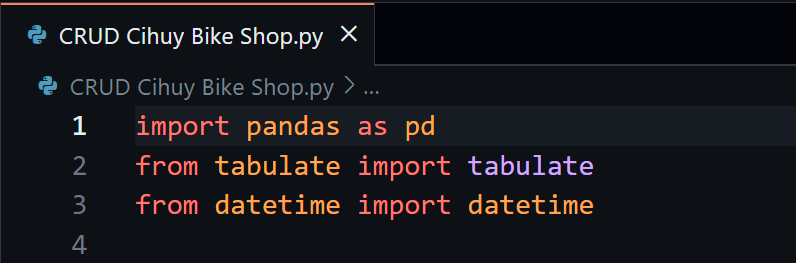 CRUD Cihuy Bike Shop.py ×
CRUD Cihuy Bike Shop.py > ...
1 import pandas as pd
2 from tabulate import tabulate
3 from datetime import datetime
4